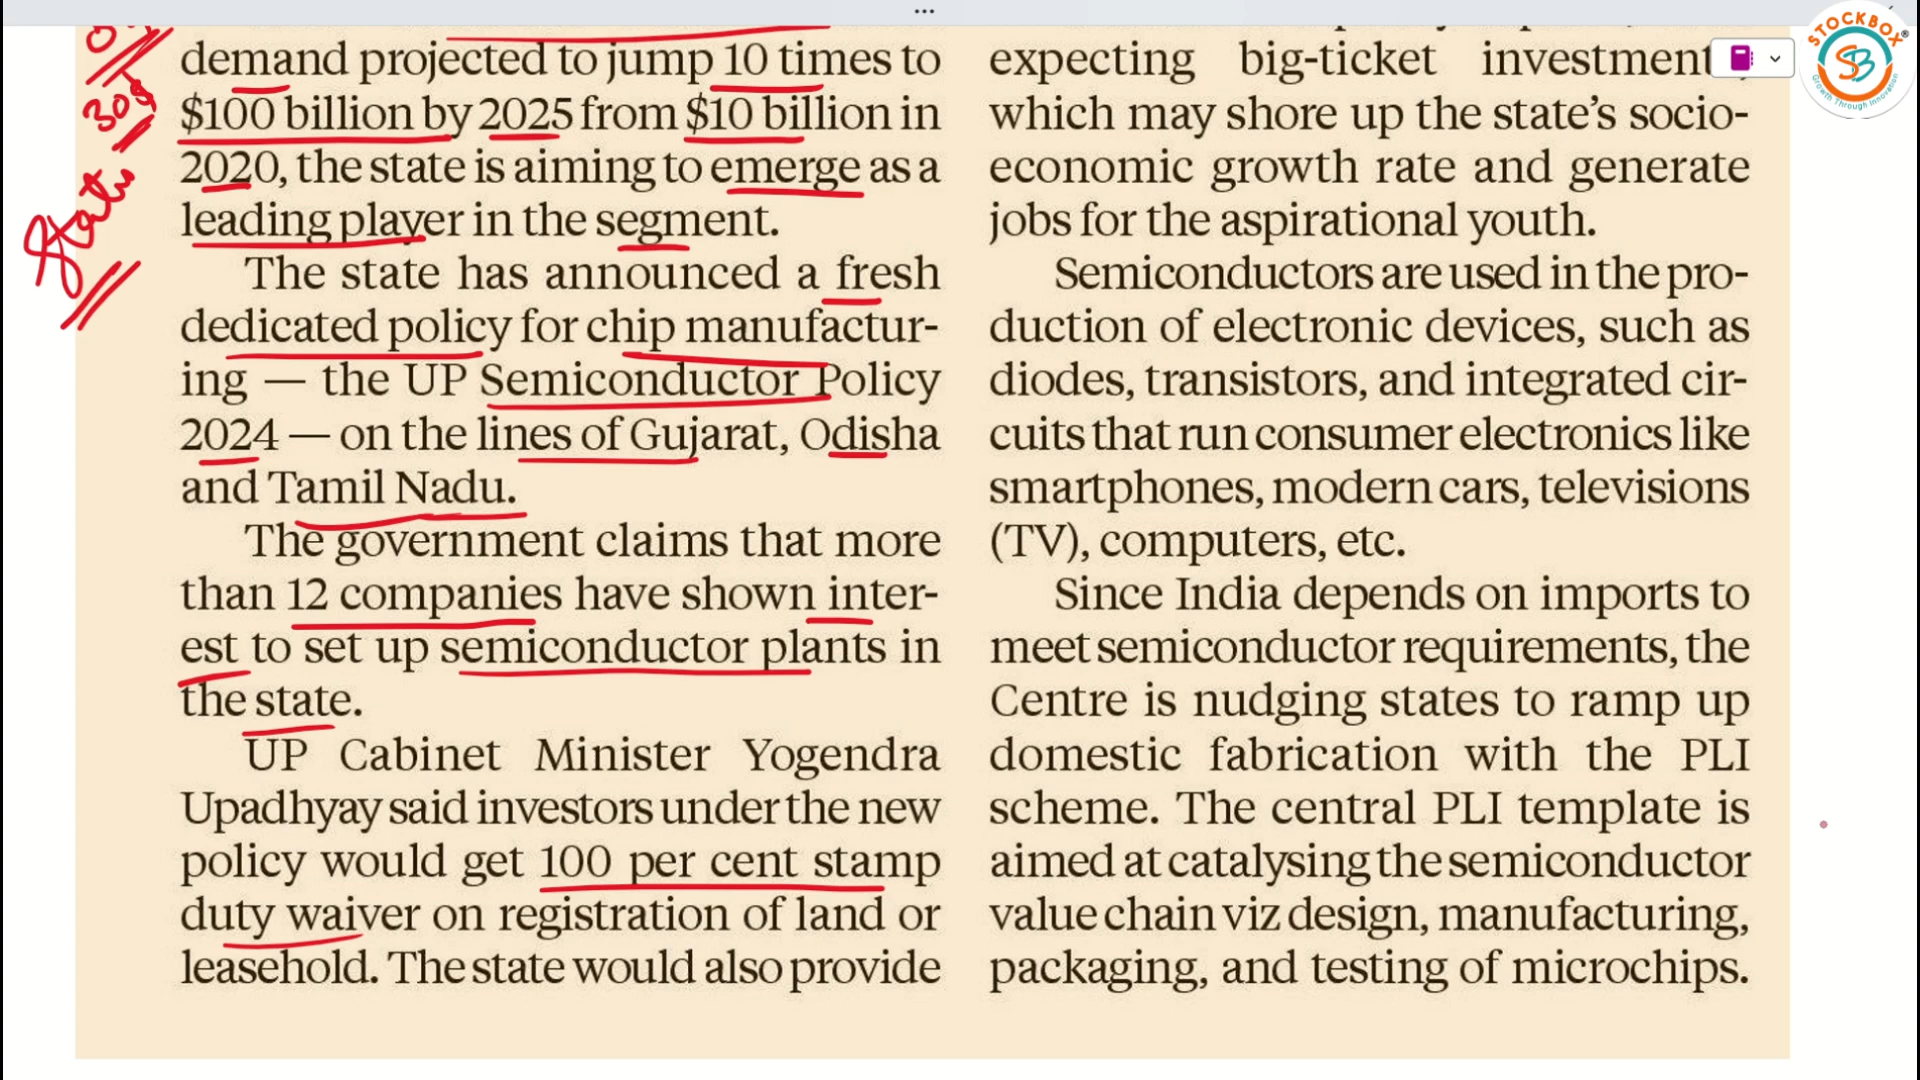 demand projected to jump 10 times to
$100 billion by 2025 from $10 billion in
2020, the state is aiming to emerge as a
leading player in the segment.
The state has announced a fresh
dedicated policy for chip manufactur-
ing — the UP Semiconductor Policy
2024 — on the lines of Gujarat, Odisha
and Tamil Nadu.
The government claims that more
than 12 companies have shown inter-
est to set up semiconductor plants in
the state.
UP Cabinet Minister Yogendra
Upadhyay said investors under the new
policy would get 100 per cent stamp
duty waiver on registration of land or
leasehold. The state would also provide
expecting big-ticket investment
which may shore up the state's socio-
economic growth rate and generate
jobs for the aspirational youth.
Semiconductors are used in the pro-
duction of electronic devices, such as
diodes, transistors, and integrated cir-
cuits that run consumer electronics like
smartphones, modern cars, televisions
(TV), computers, etc.
Since India depends on imports to
meet semiconductor requirements, the
Centre is nudging states to ramp up
domestic fabrication with the PLI
scheme. The central PLI template is
aimed at catalysing the semiconductor
value chain viz design, manufacturing,
packaging, and testing of microchips.
State
STOCKBOX
SB
Growth Through Innovation